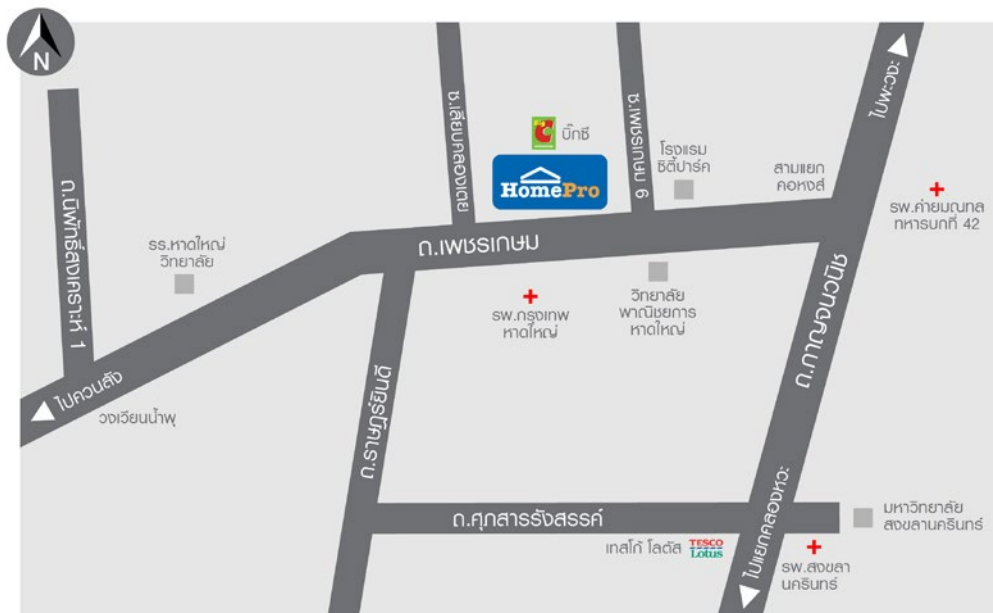 N
ถ.นิพัทธ์สงเคราะห์ 1
รร.หาดใหญ่
วิทยาลัย
ซ.เลียบคลองเตย
บิ๊กซี
HomePro
ซ.เพชรเกษม 6
โรงแรม
ซิตี้ปาร์ค
สามแยก
คอหงส์
ไปพะวง
รพ.ค่ายมณฑล
ทหารบกที่ 42
ถ.เพชรเกษม
รพ.กรุงเทพ
หาดใหญ่
วิทยาลัย
พาณิชยการ
หาดใหญ่
ถ.กาญจนวนิช
ไปควนลัง
วงเวียนน้ำพุ
ถ.ราษฎร์ยินดี
ถ.ศุภสารรังสรรค์
มหาวิทยาลัย
สงขลานครินทร์
เทสโก้ โลตัส
TESCO
Lotus
ไปแยกคลองหวะ
รพ.สงขลา
นครินทร์